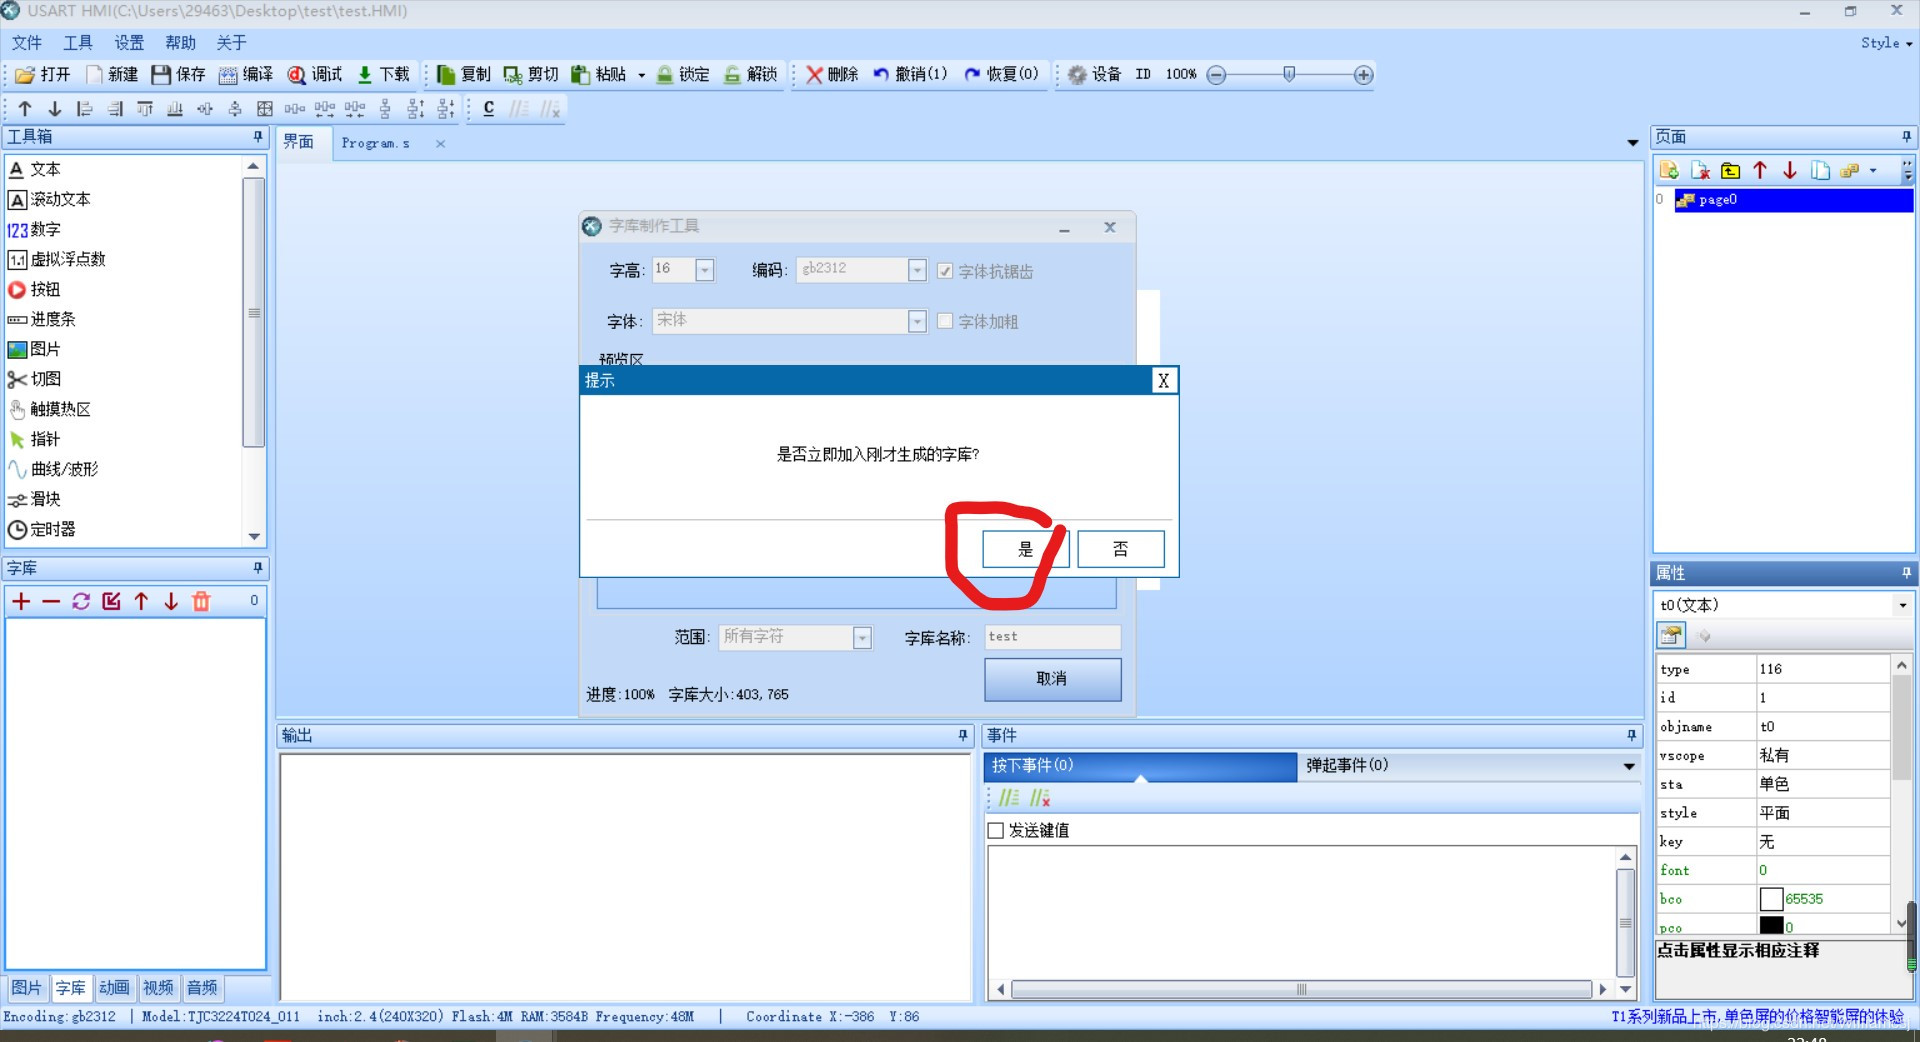 USART HMI(C:\Users\29463\Desktop\test\test.HMI)
文件 工具 设置 帮助 关于
Style
打开 新建 保存 编译 调试 下载 复制 剪切 粘贴 锁定 解锁 删除 撤消(1) 恢复(0) 设备 ID 100%
C
工具箱
文本
滚动文本
123 数字
1.1 虚拟浮点数
按钮
进度条
图片
切图
触摸热区
指针
曲线/波形
滑块
定时器
字库
0
图片 字库 动画 视频 音频
界面 Program.s
字库制作工具
字高: 16 编码: gb2312 字体抗锯齿
字体: 宋体 字体加粗
预览区
提示 X
是否立即加入刚才生成的字库?
是 否
范围: 所有字符 字库名称: test
取消
进度:100% 字库大小:403,765
输出
事件
按下事件(0) 弹起事件(0)
发送键值
页面
0 page0
属性
t0(文本)
type 116
id 1
objname t0
vscope 私有
sta 单色
style 平面
key 无
font 0
bco 65535
pco 0
点击属性显示相应注释
Encoding:gb2312 | Model:TJC3224T024_011 inch:2.4(240X320) Flash:4M RAM:3584B Frequency:48M | Coordinate X:-386 Y:86
T1系列新品上市,单色屏的价格智能屏的体验